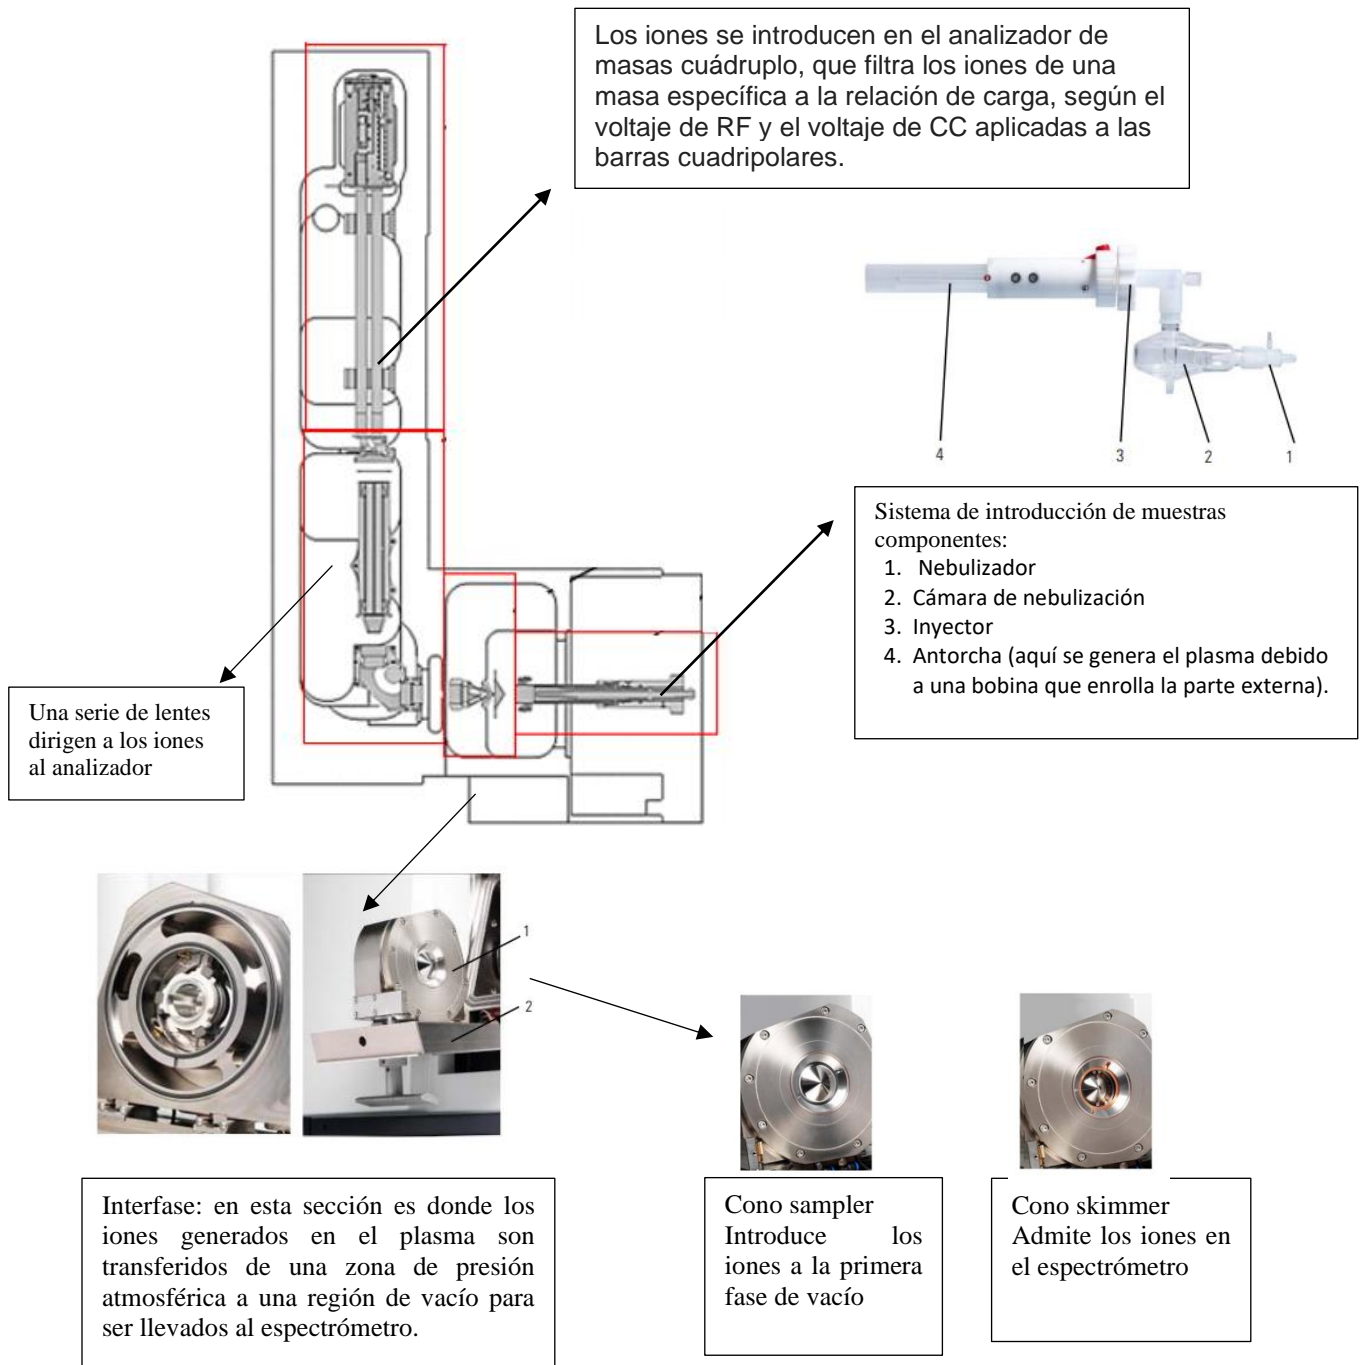 Los iones se introducen en el analizador de
masas cuádruplo, que filtra los iones de una
masa específica a la relación de carga, según el
voltaje de RF y el voltaje de CC aplicadas a las
barras cuadripolares.
4 3 2 1
Sistema de introducción de muestras
componentes:
1. Nebulizador
2. Cámara de nebulización
3. Inyector
4. Antorcha (aquí se genera el plasma debido
a una bobina que enrolla la parte externa).
Una serie de lentes
dirigen a los iones
al analizador
1
2
Interfase: en esta sección es donde los
iones generados en el plasma son
transferidos de una zona de presión
atmosférica a una región de vacío para
ser llevados al espectrómetro.
Cono sampler
Introduce los
iones a la primera
fase de vacío
Cono skimmer
Admite los iones en
el espectrómetro